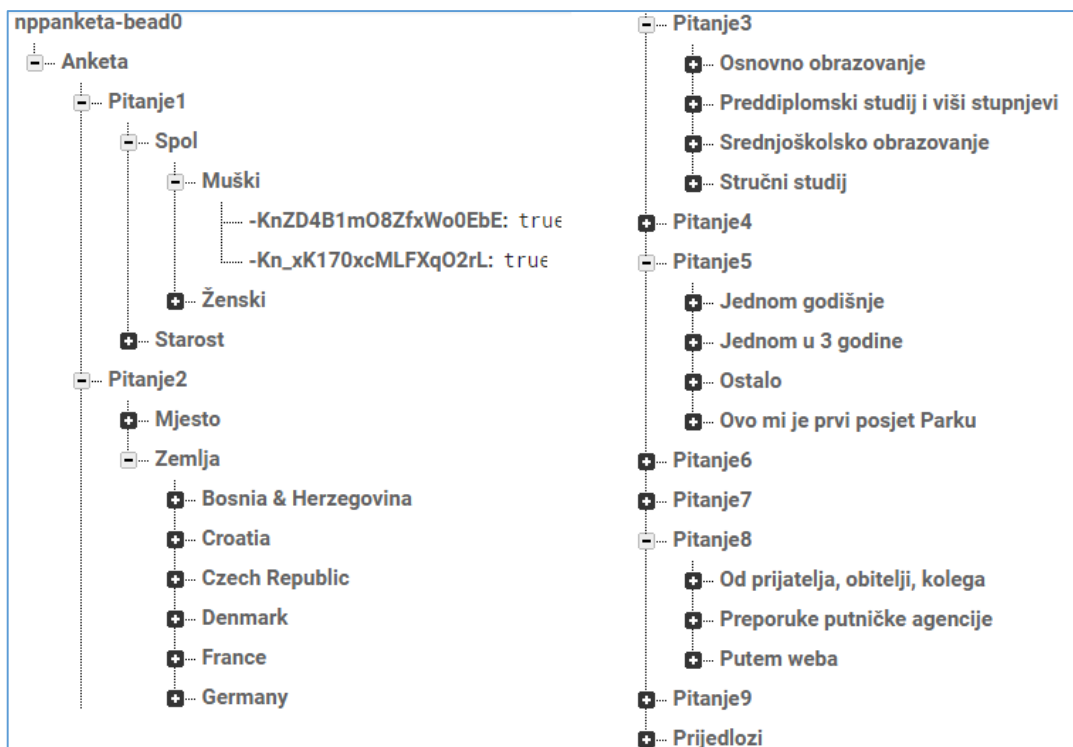 nppanketa-bead0
Anketa
Pitanje1
Spol
Muški
-KnZD4B1mO8ZfxWo0EbE: true
-Kn_xK170xcMLFXqO2rL: true
Ženski
Starost
Pitanje2
Mjesto
Zemlja
Bosnia & Herzegovina
Croatia
Czech Republic
Denmark
France
Germany
Pitanje3
Osnovno obrazovanje
Preddiplomski studij i viši stupnjevi
Srednjoškolsko obrazovanje
Stručni studij
Pitanje4
Pitanje5
Jednom godišnje
Jednom u 3 godine
Ostalo
Ovo mi je prvi posjet Parku
Pitanje6
Pitanje7
Pitanje8
Od prijatelja, obitelji, kolega
Preporuke putničke agencije
Putem weba
Pitanje9
Prijedlozi